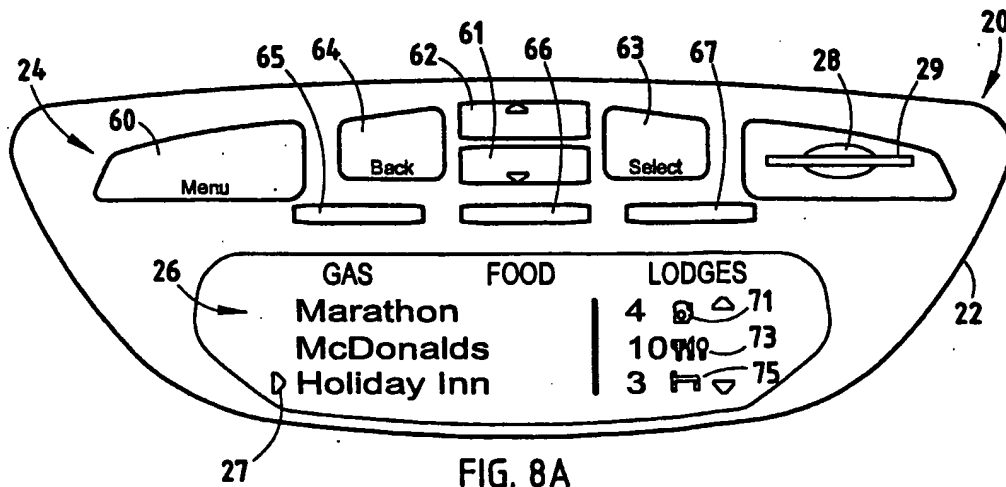 61
62
66
63
67
20
64
28
29
65
24
60
Back
Select
Menu
26
GAS FOOD LODGES
Marathon 4 71
McDonalds 10 73
Holiday Inn 3 75
22
27
FIG. 8A